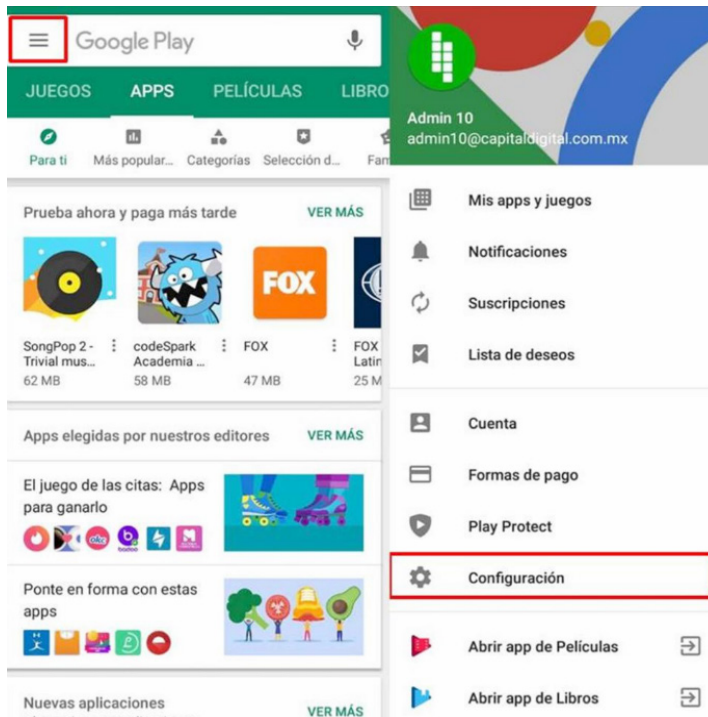 Google Play
JUEGOS APPS PELÍCULAS LIBRO
Para ti Más popular... Categorías Selección d... Fam
Prueba ahora y paga más tarde VER MÁS
FOX
SongPop 2 - codeSpark FOX FOX
Trivial mus... Academia ... Latin
62 MB 58 MB 47 MB 25 M
Apps elegidas por nuestros editores VER MÁS
El juego de las citas: Apps
para ganarlo
okc
badoo
Ponte en forma con estas
apps
Nuevas aplicaciones VER MÁS
Admin 10
admin10@capitaldigital.com.mx
Mis apps y juegos
Notificaciones
Suscripciones
Lista de deseos
Cuenta
Formas de pago
Play Protect
Configuración
Abrir app de Películas
Abrir app de Libros